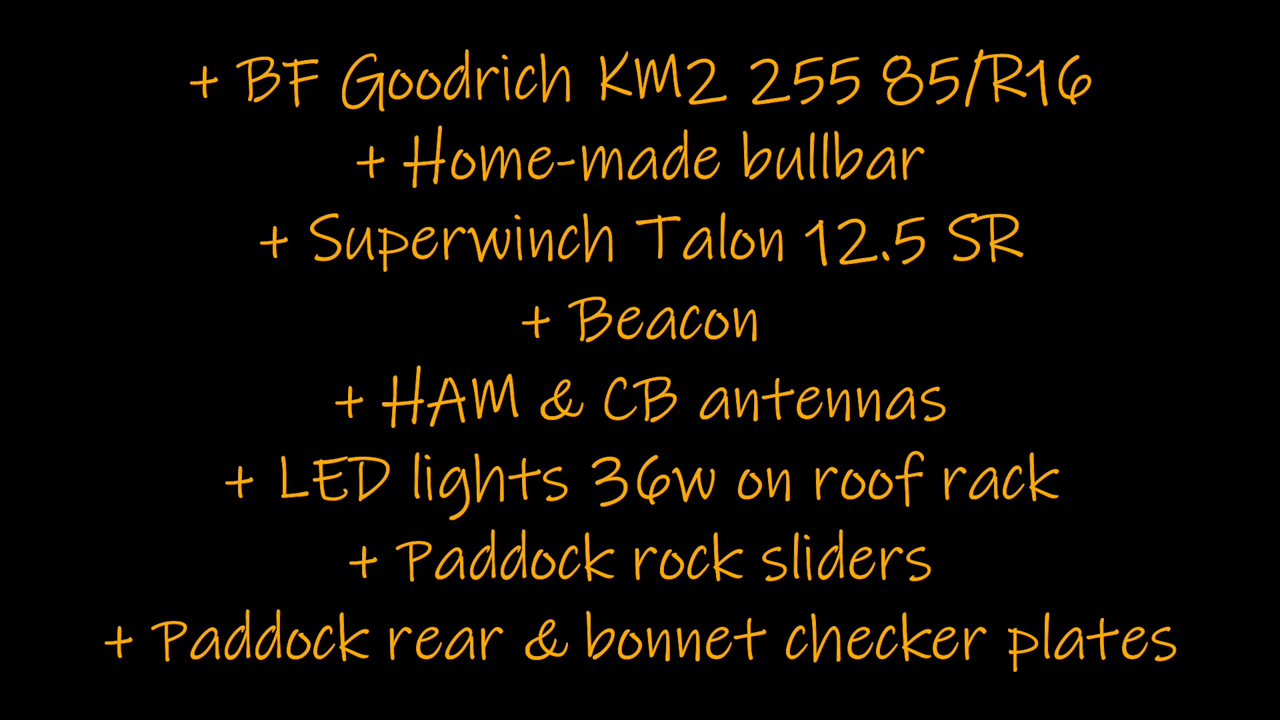 + BF Goodrich KM2 255 85/R16
+ Home-made bullbar
+ Superwinch Talon 12.5 SR
+ Beacon
+ HAM & CB antennas
+ LED lights 36w on roof rack
+ Paddock rock sliders
+ Paddock rear & bonnet checker plates